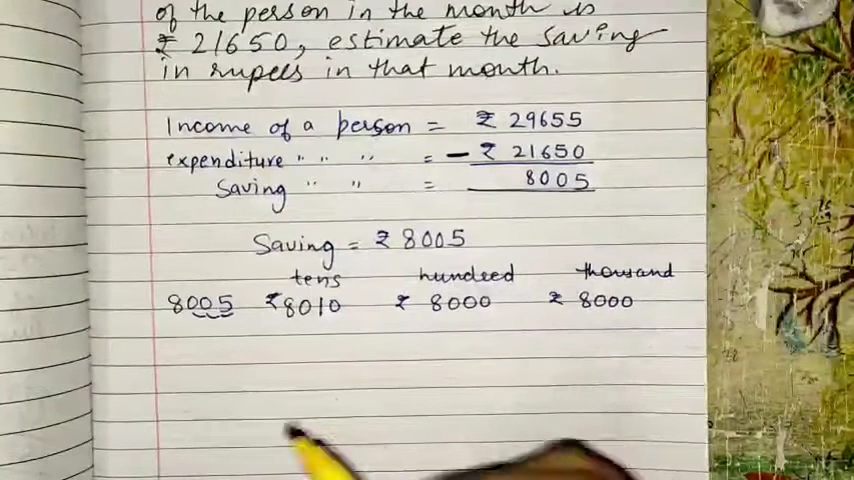 of the person in the month is
₹ 21650, estimate the saving
in rupees in that month.
Income of a person = ₹ 29655
expenditure " " " = - ₹ 21650
Saving " " = 8005
Saving = ₹ 8005
tens hundred thousand
8005 ₹8010 ₹ 8000 ₹ 8000